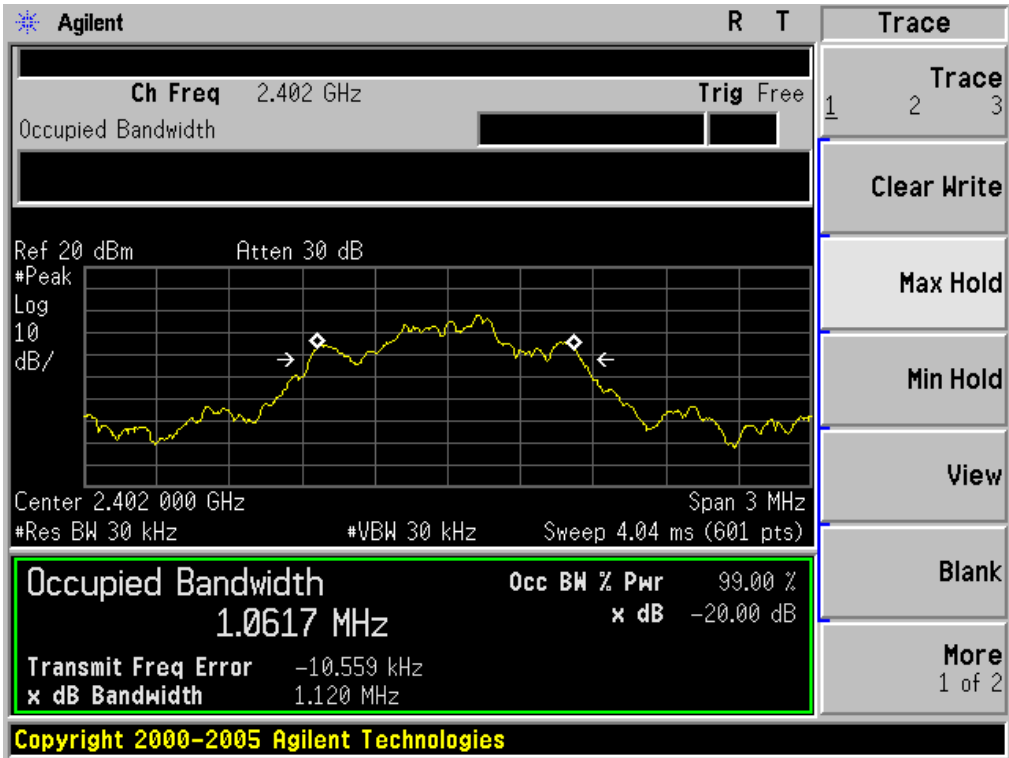 Agilent R T
Trace
Ch Freq 2.402 GHz Trig Free
Occupied Bandwidth
Trace
1 2 3
Clear Write
Max Hold
Min Hold
View
Blank
More
1 of 2
Ref 20 dBm Atten 30 dB
#Peak
Log
10
dB/
Center 2.402 000 GHz Span 3 MHz
#Res BW 30 kHz #VBW 30 kHz Sweep 4.04 ms (601 pts)
Occupied Bandwidth Occ BW % Pwr 99.00 %
1.0617 MHz x dB -20.00 dB
Transmit Freq Error -10.559 kHz
x dB Bandwidth 1.120 MHz
Copyright 2000-2005 Agilent Technologies